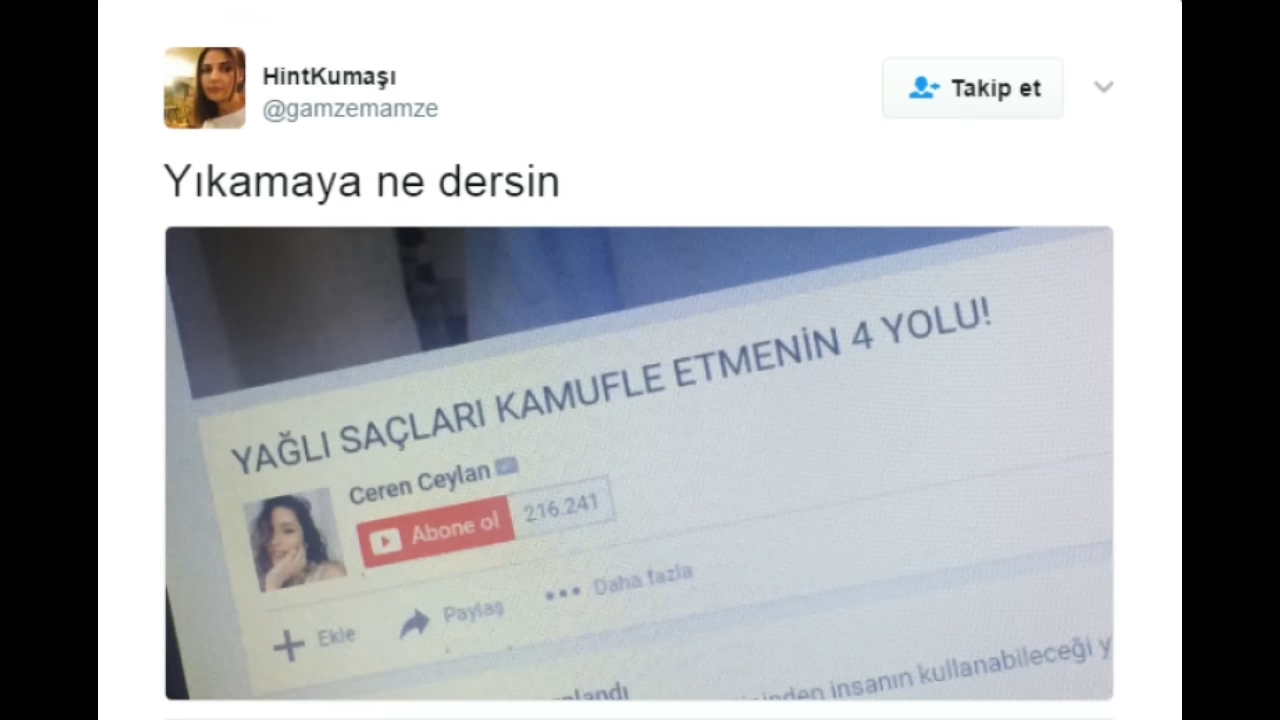 HintKumaşı
@gamzemamze
Takip et
Yıkamaya ne dersin
YAĞLI SAÇLARI KAMUFLE ETMENİN 4 YOLU!
Ceren Ceylan
Abone ol 216.241
Ekle Paylaş Daha fazla
insanın kullanabileceği y